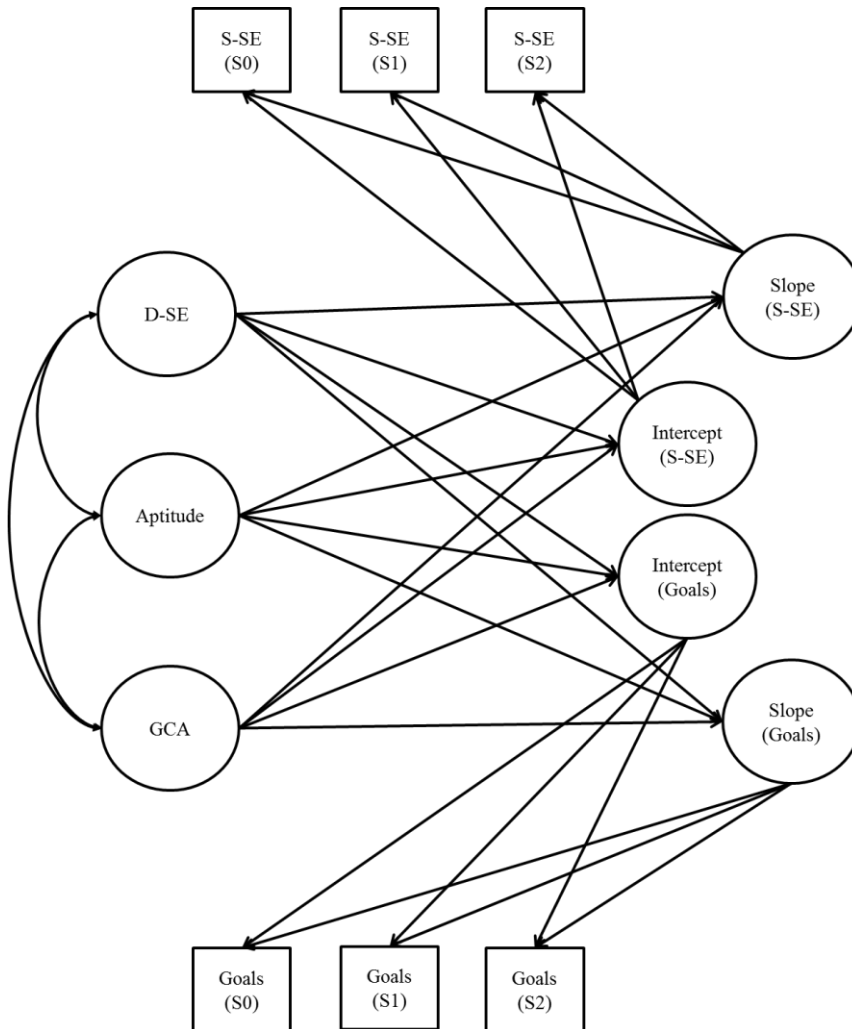 S-SE
(S0)
S-SE
(S1)
S-SE
(S2)
D-SE
Slope
(S-SE)
Intercept
(S-SE)
Aptitude
Intercept
(Goals)
GCA
Slope
(Goals)
Goals
(S0)
Goals
(S1)
Goals
(S2)